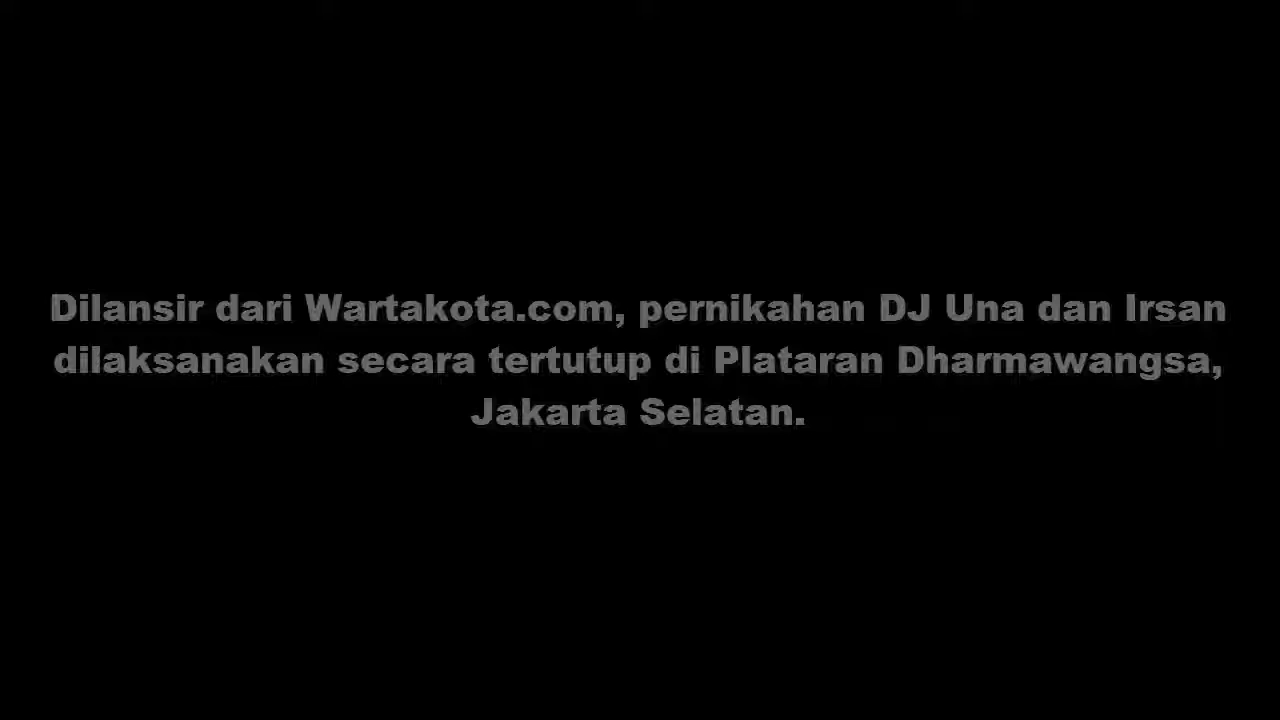 Dilansir dari Wartakota.com, pernikahan DJ Una dan Irsan
dilaksanakan secara tertutup di Plataran Dharmawangsa,
Jakarta Selatan.